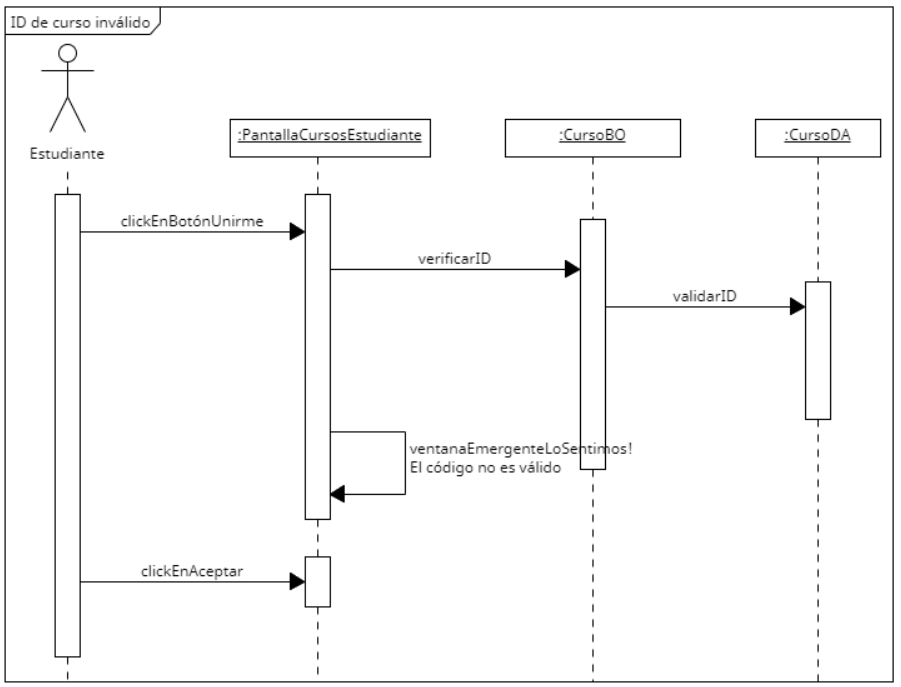 ID de curso inválido
Estudiante
:PantallaCursosEstudiante
:CursoBO
:CursoDA
clickEnBotónUnirme
verificarID
validarID
ventanaEmergenteLoSentimos!
El código no es válido
clickEnAceptar